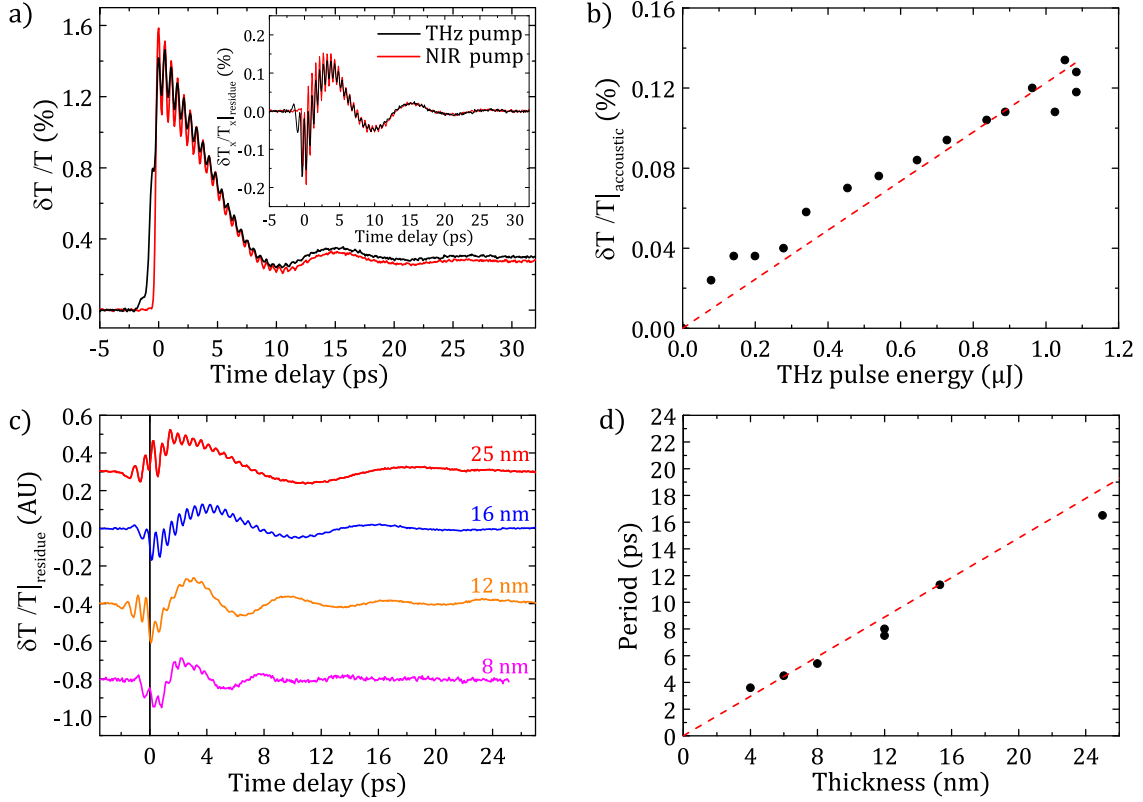 a)
δT /T (%)
1.6
1.2
0.8
0.4
0.0
-5 0 5 10 15 20 25 30
Time delay (ps)
δTx/Tx|residue (%)
0.2
0.1
0.0
-0.1
-0.2
-5 0 5 10 15 20 25 30
Time delay (ps)
THz pump
NIR pump
b)
δT /T|accoustic (%)
0.16
0.12
0.08
0.04
0.00
0.0 0.2 0.4 0.6 0.8 1.0 1.2
THz pulse energy (μJ)
c)
δT /T|residue (AU)
0.6
0.4
0.2
0.0
-0.2
-0.4
-0.6
-0.8
-1.0
25 nm
16 nm
12 nm
8 nm
0 4 8 12 16 20 24
Time delay (ps)
d)
Period (ps)
24
22
20
18
16
14
12
10
8
6
4
2
0
0 4 8 12 16 20 24
Thickness (nm)